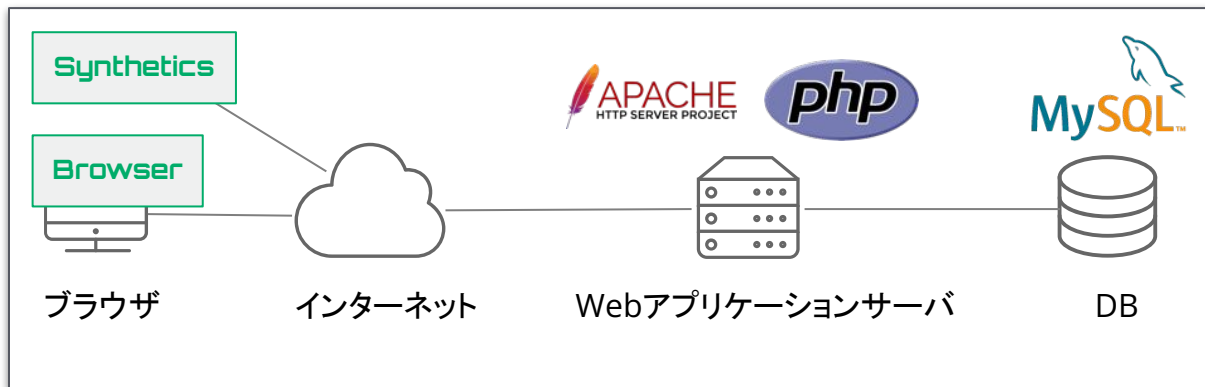 Synthetics
Browser
APACHE
HTTP SERVER PROJECT
php
MySQL™
ブラウザ
インターネット
Webアプリケーションサーバ
DB